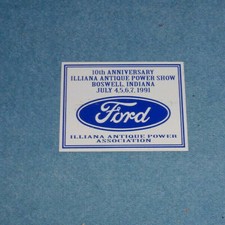 10th ANNIVERSARY
ILLIANA ANTIQUE POWER SHOW
BOSWELL, INDIANA
JULY 4,5,6,7, 1991
Ford
ILLIANA ANTIQUE POWER
ASSOCIATION